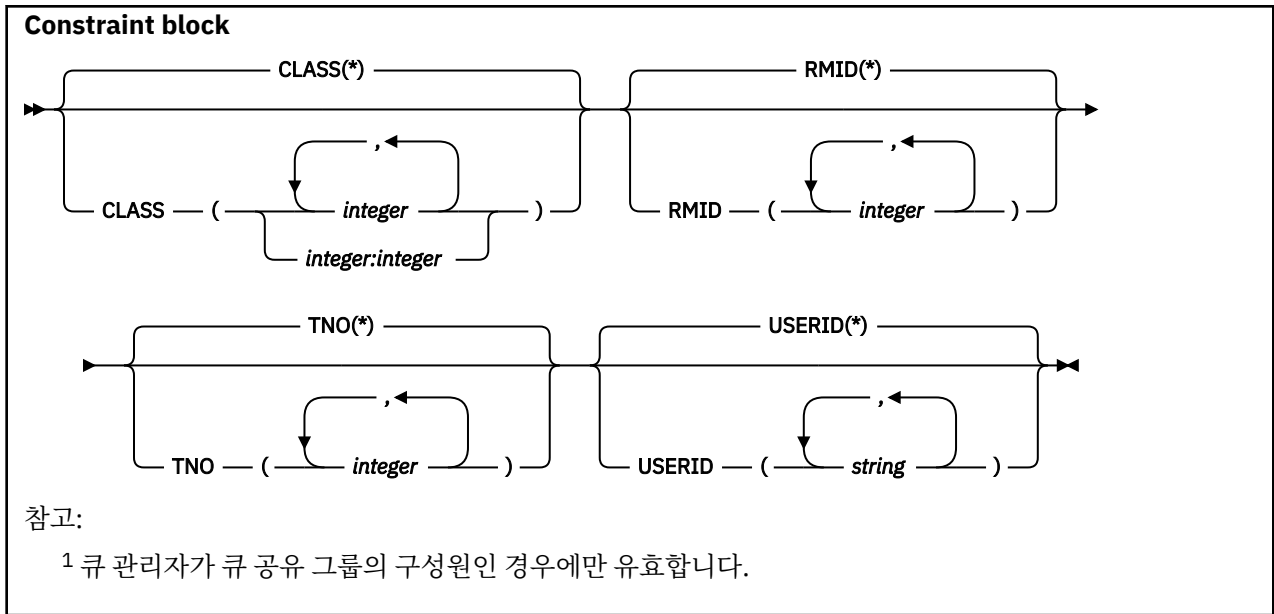 Constraint block
CLASS(*) RMID(*)
, ,
CLASS ( integer ) RMID ( integer )
integer:integer
TNO(*) USERID(*)
, ,
TNO ( integer ) USERID ( string )
참고:
1 큐 관리자가 큐 공유 그룹의 구성원인 경우에만 유효합니다.